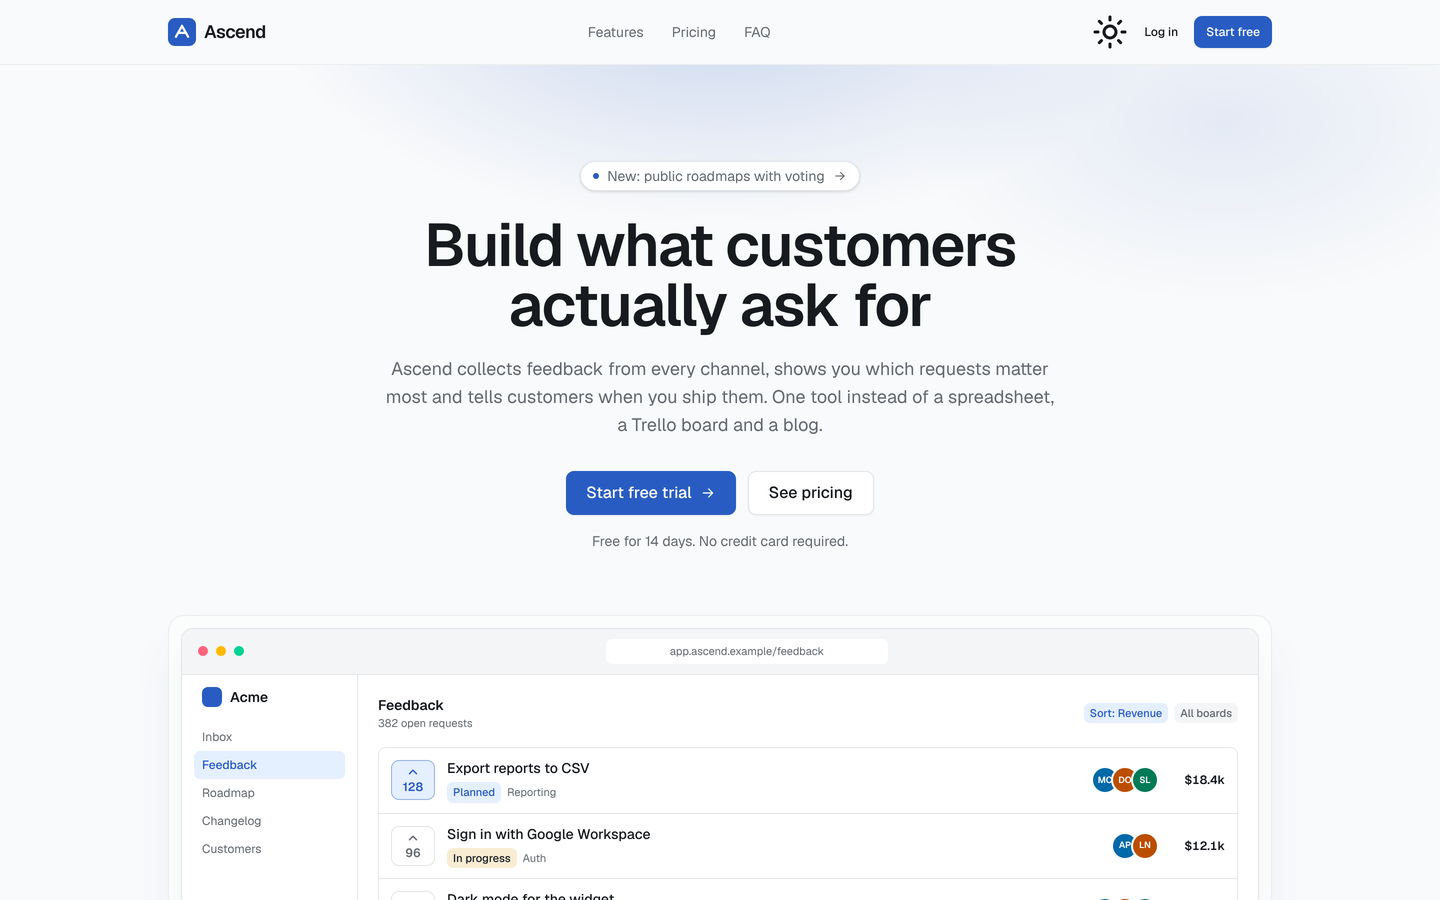 Ascend
Features
Pricing
FAQ
Log in
Start free
New: public roadmaps with voting →
Build what customers
actually ask for
Ascend collects feedback from every channel, shows you which requests matter
most and tells customers when you ship them. One tool instead of a spreadsheet,
a Trello board and a blog.
Start free trial →
See pricing
Free for 14 days. No credit card required.
app.ascend.example/feedback
Acme
Inbox
Feedback
Roadmap
Changelog
Customers
Feedback
382 open requests
Sort: Revenue
All boards
128
Export reports to CSV
Planned
Reporting
MO
DO
SL
$18.4k
96
Sign in with Google Workspace
In progress
Auth
AP
LN
$12.1k
Dark mode for the widget